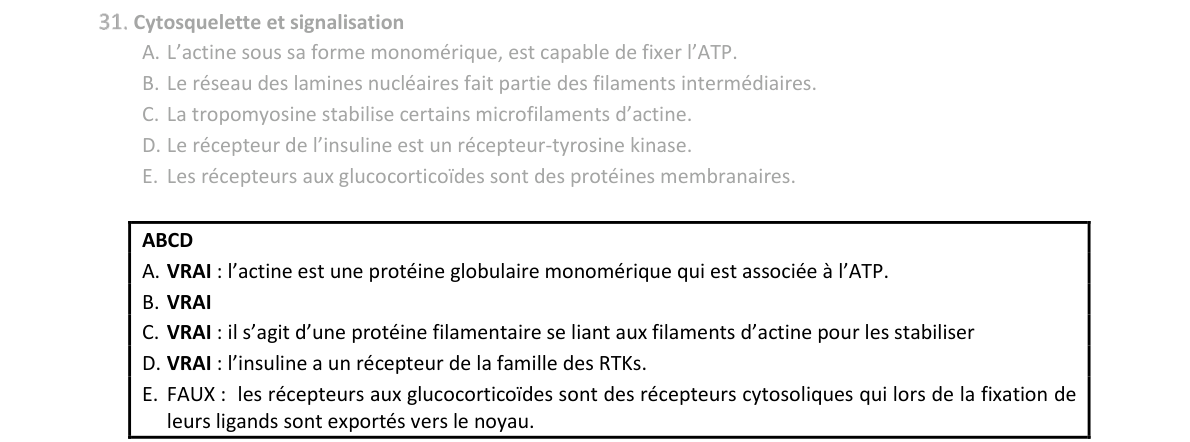 31. Cytosquelette et signalisation
A. L’actine sous sa forme monomérique, est capable de fixer l’ATP.
B. Le réseau des lamines nucléaires fait partie des filaments intermédiaires.
C. La tropomyosine stabilise certains microfilaments d’actine.
D. Le récepteur de l’insuline est un récepteur-tyrosine kinase.
E. Les récepteurs aux glucocorticoïdes sont des protéines membranaires.
ABCD
A. VRAI : l’actine est une protéine globulaire monomérique qui est associée à l’ATP.
B. VRAI
C. VRAI : il s’agit d’une protéine filamentaire se liant aux filaments d’actine pour les stabiliser
D. VRAI : l’insuline a un récepteur de la famille des RTKs.
E. FAUX : les récepteurs aux glucocorticoïdes sont des récepteurs cytosoliques qui lors de la fixation de
leurs ligands sont exportés vers le noyau.